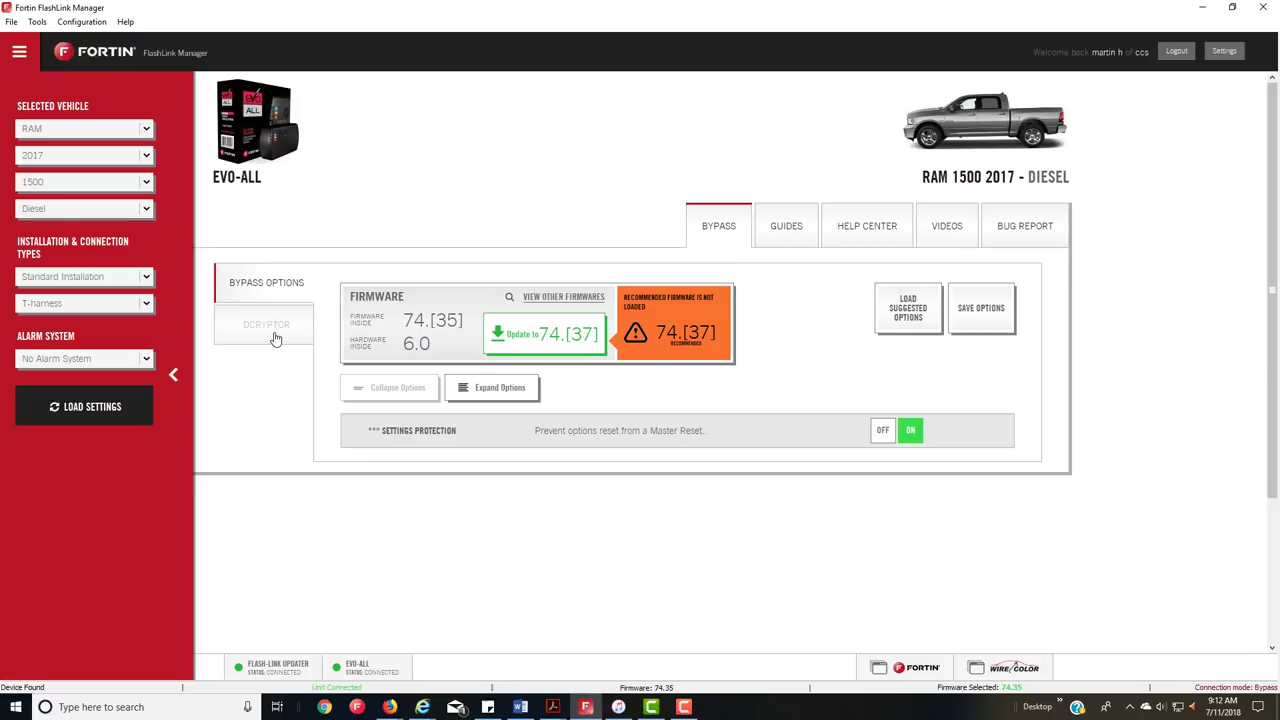 Fortin FlashLink Manager
File Tools Configuration Help
FORTIN FlashLink Manager
Welcome back martin h of ccs Logout Settings
SELECTED VEHICLE
RAM
2017
1500
Diesel
INSTALLATION & CONNECTION
TYPES
Standard Installation
T-harness
ALARM SYSTEM
No Alarm System
LOAD SETTINGS
EVO-ALL
RAM 1500 2017 - DIESEL
BYPASS GUIDES HELP CENTER VIDEOS BUG REPORT
BYPASS OPTIONS
DCRYPTOR
FIRMWARE VIEW OTHER FIRMWARES
FIRMWARE
INSIDE
74.[35]
HARDWARE
INSIDE
6.0
Update to 74.[37]
RECOMMENDED FIRMWARE IS NOT
LOADED
74.[37]
RECOMMENDED
LOAD
SUGGESTED
OPTIONS
SAVE OPTIONS
Collapse Options Expand Options
*** SETTINGS PROTECTION Prevent options reset from a Master Reset.. OFF ON
FLASH-LINK UPDATER
STATUS: CONNECTED
EVO-ALL
STATUS: CONNECTED
FORTIN
WIRE COLOR
Device Found Unit Connected Firmware: 74.35 Firmware Selected: 74.35 Connection mode: Bypass
Type here to search
Desktop
9:12 AM
7/11/2018